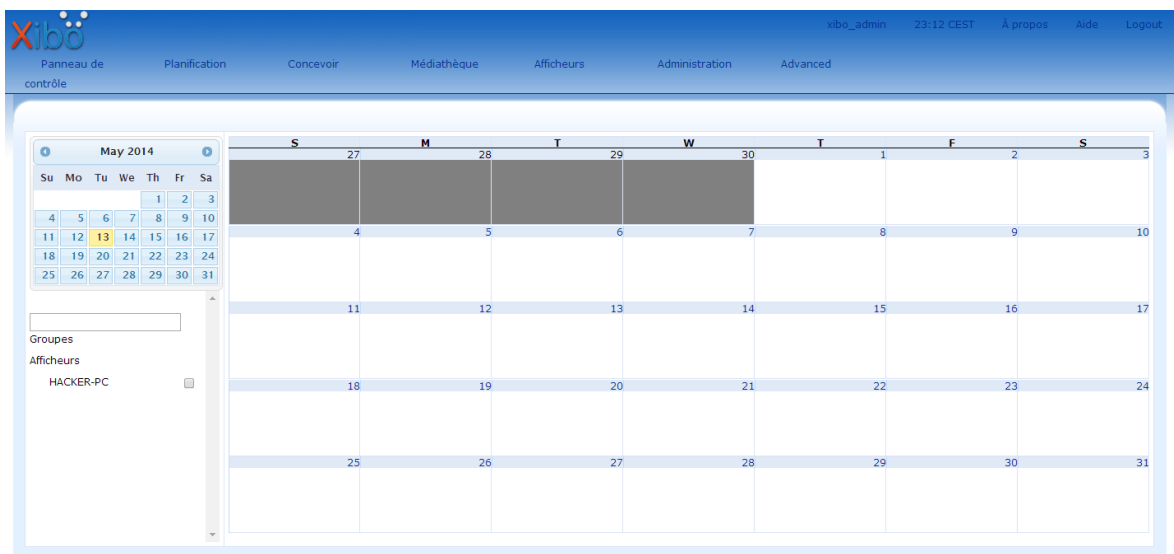 Xibo
xibo_admin 23:12 CEST À propos Aide Logout
Panneau de contrôle Planification Concevoir Médiathèque Afficheurs Administration Advanced
May 2014
Su Mo Tu We Th Fr Sa
1 2 3
4 5 6 7 8 9 10
11 12 13 14 15 16 17
18 19 20 21 22 23 24
25 26 27 28 29 30 31
Groupes
Afficheurs
HACKER-PC
S M T W T F S
27 28 29 30 1 2 3
4 5 6 7 8 9 10
11 12 13 14 15 16 17
18 19 20 21 22 23 24
25 26 27 28 29 30 31